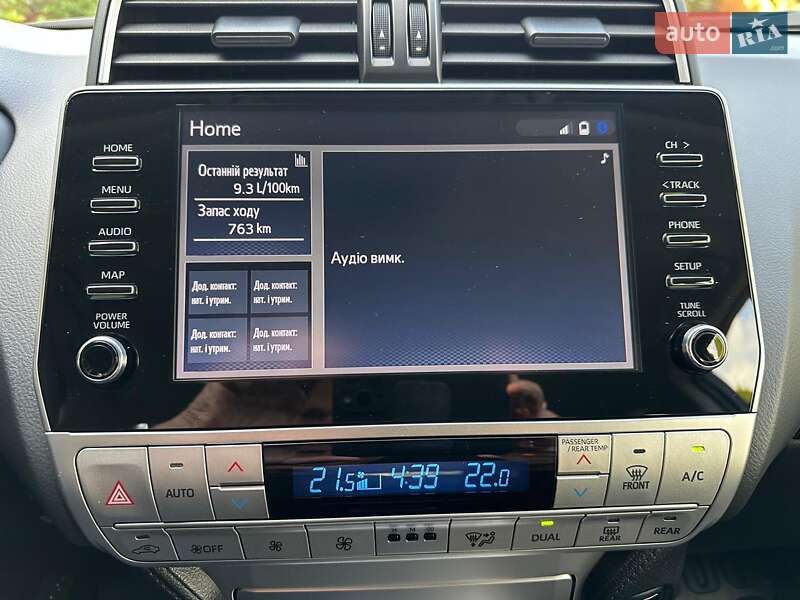 auto RIA
.com
Home
Останній результат
9.3 L/100km
Запас ходу
763 km
Аудіо вимк.
Дод. контакт:
нат. і утрим.
Дод. контакт:
нат. і утрим.
Дод. контакт:
нат. і утрим.
Дод. контакт:
нат. і утрим.
HOME
MENU
AUDIO
MAP
POWER
VOLUME
CH >
< TRACK
PHONE
SETUP
TUNE
SCROLL
AUTO
21.5
4:39
22.0
PASSENGER
/REAR TEMP
FRONT
A/C
OFF
DUAL
REAR
REAR